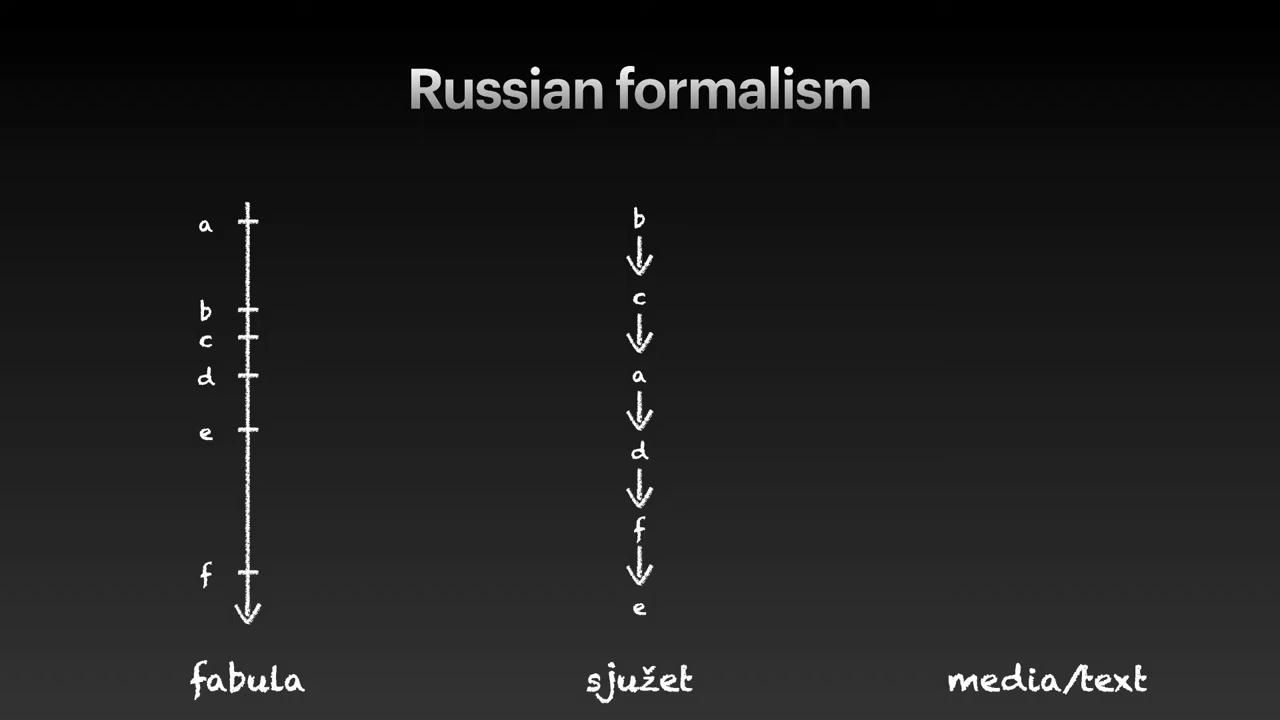 Russian formalism
a
b
c
d
e
f
b
c
a
d
f
e
fabula
sjužet
media/text